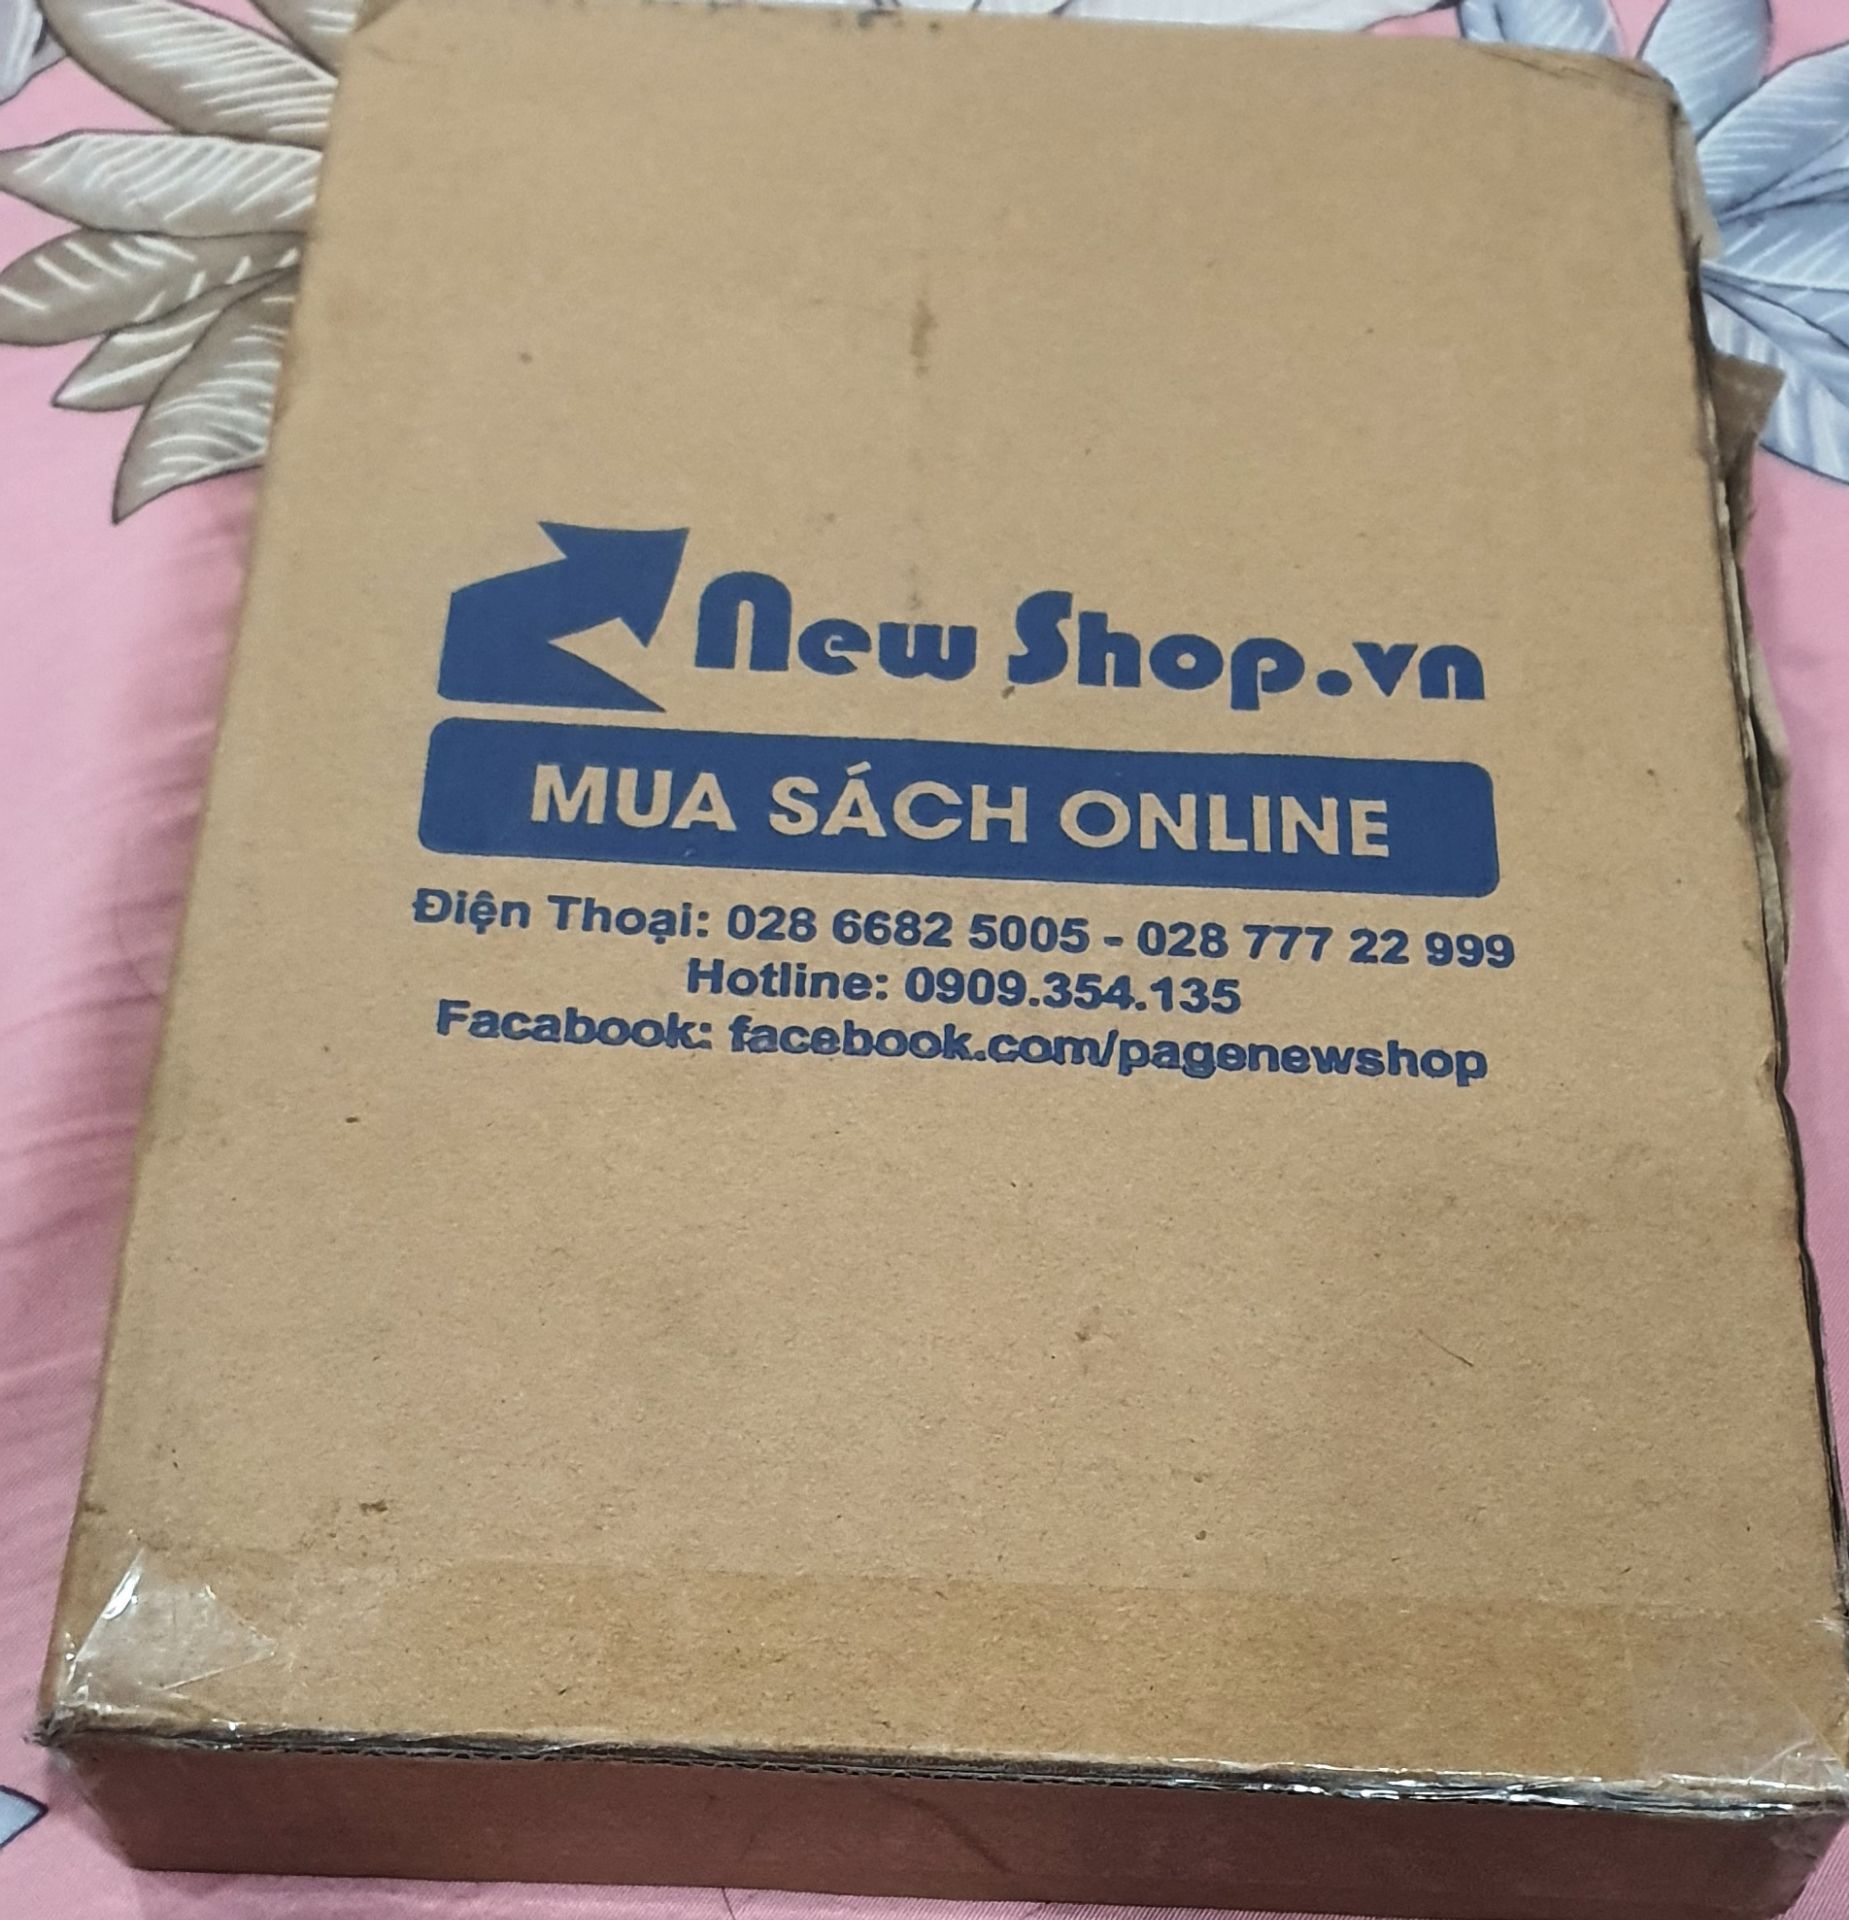 New Shop.vn
MUA SÁCH ONLINE
Điện Thoại: 028 6682 5005 - 028 777 22 999
Hotline: 0909.354.135
Facabook: facebook.com/pagenewshop